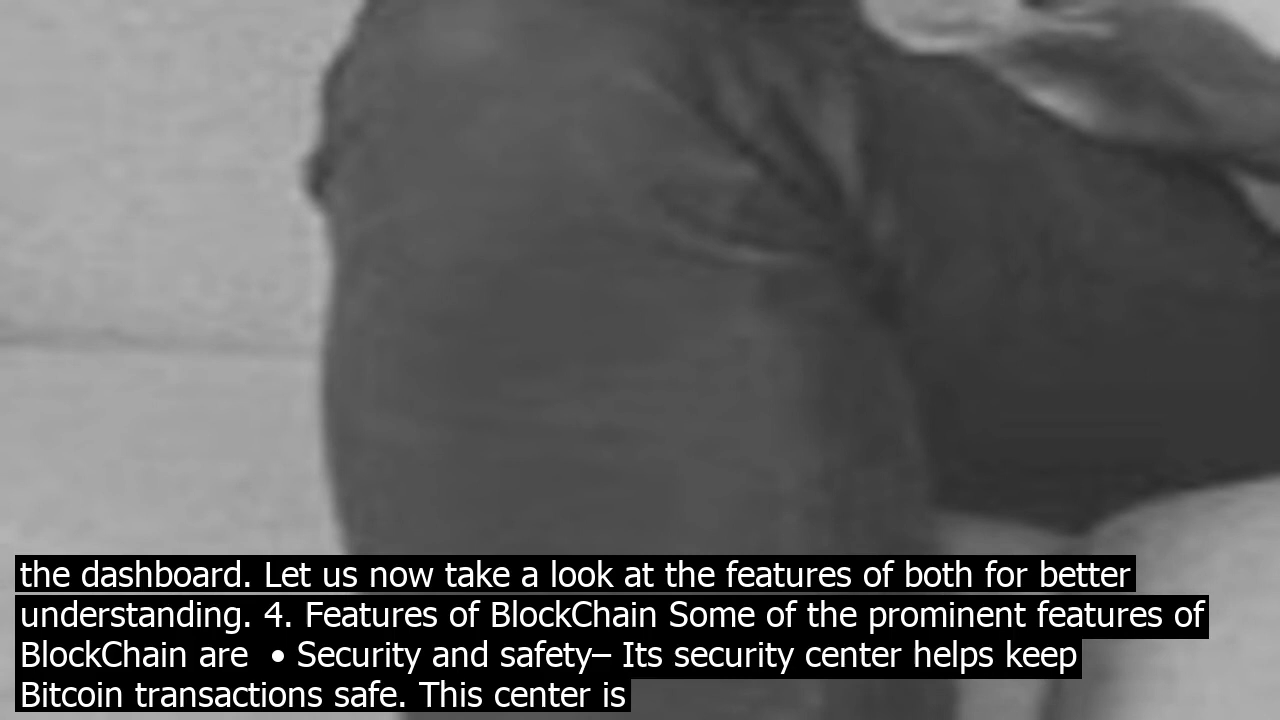 the dashboard. Let us now take a look at the features of both for better
understanding. 4. Features of BlockChain Some of the prominent features of
BlockChain are  • Security and safety– Its security center helps keep
Bitcoin transactions safe. This center is